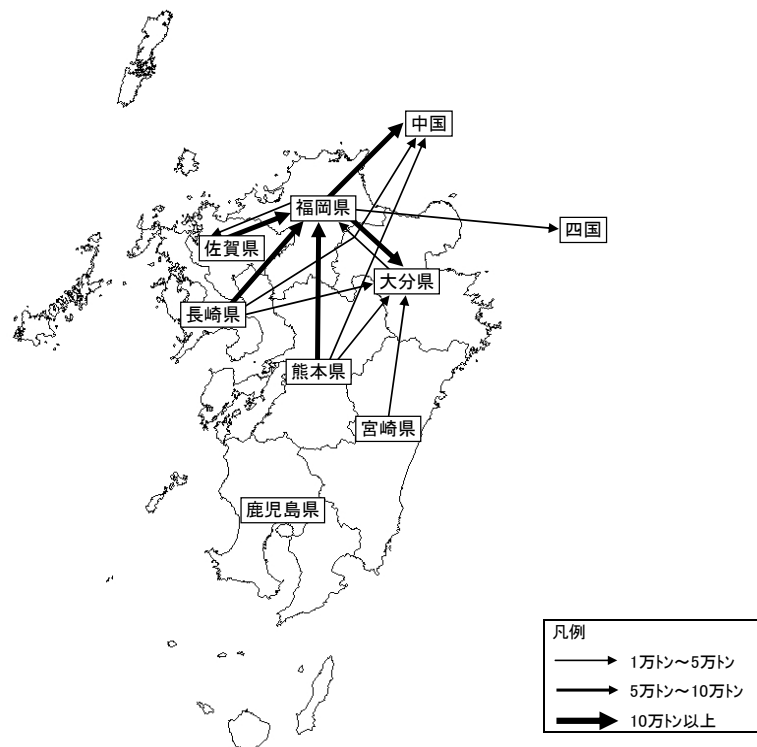 中国
福岡県
四国
佐賀県
大分県
長崎県
熊本県
宮崎県
鹿児島県
凡例
1万トン～5万トン
5万トン～10万トン
10万トン以上